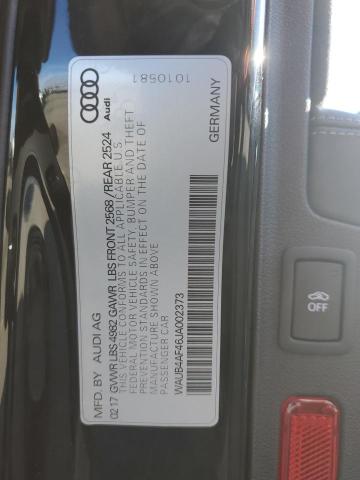 1010581
Audi
MFD. BY AUDI AG
GERMANY
02 17 GVWR LBS 4982 GAWR LBS FRONT 2568 /REAR 2524
THIS VEHICLE CONFORMS TO ALL APPLICABLE U.S.
FEDERAL MOTOR VEHICLE SAFETY, BUMPER AND THEFT
PREVENTION STANDARDS IN EFFECT ON THE DATE OF
MANUFACTURE SHOWN ABOVE.
PASSENGER CAR
WAUB4AF46JA002373
OFF